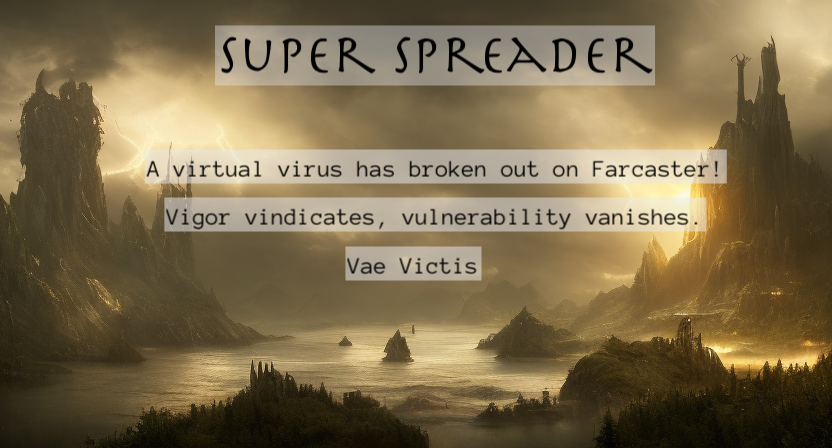 SUPER SPREADER
A virtual virus has broken out on Farcaster!
Vigor vindicates, vulnerability vanishes.
Vae Victis